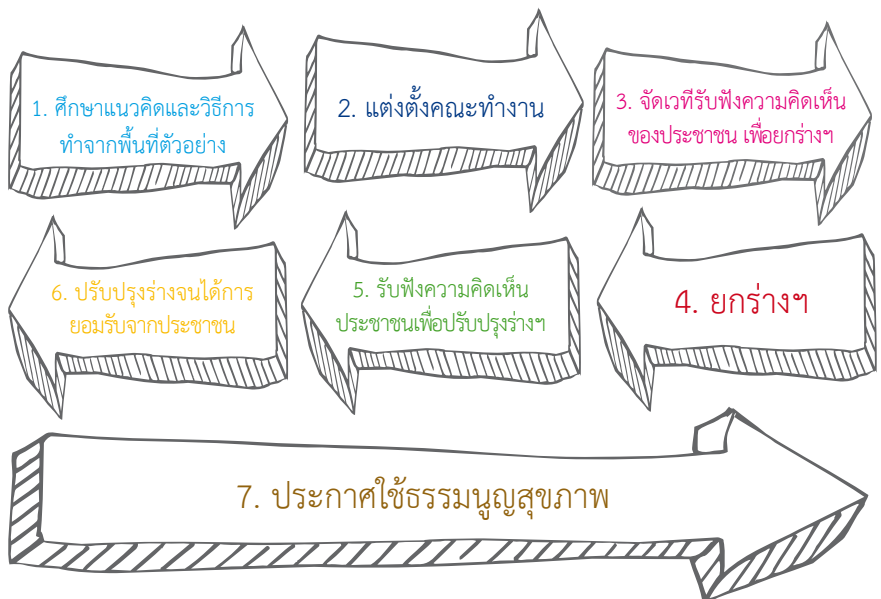 1. ศึกษาแนวคิดและวิธีการ
ทำจากพื้นที่ตัวอย่าง
2. แต่งตั้งคณะทำงาน
3. จัดเวทีรับฟังความคิดเห็น
ของประชาชน เพื่อยกร่างฯ
4. ยกร่างฯ
5. รับฟังความคิดเห็น
ประชาชนเพื่อปรับปรุงร่างฯ
6. ปรับปรุงร่างจนได้การ
ยอมรับจากประชาชน
7. ประกาศใช้ธรรมนูญสุขภาพ